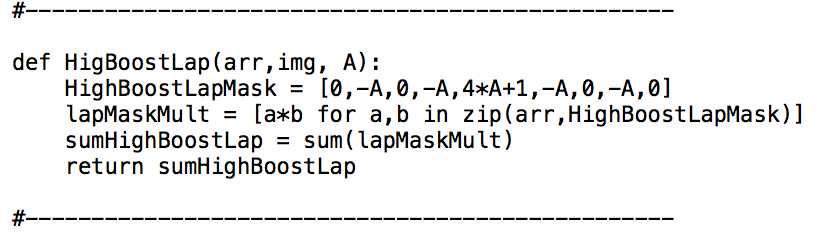 #-------------------------------------------------
def HigBoostLap(arr,img, A):
    HighBoostLapMask = [0,-A,0,-A,4*A+1,-A,0,-A,0]
    lapMaskMult = [a*b for a,b in zip(arr,HighBoostLapMask)]
    sumHighBoostLap = sum(lapMaskMult)
    return sumHighBoostLap
#-------------------------------------------------